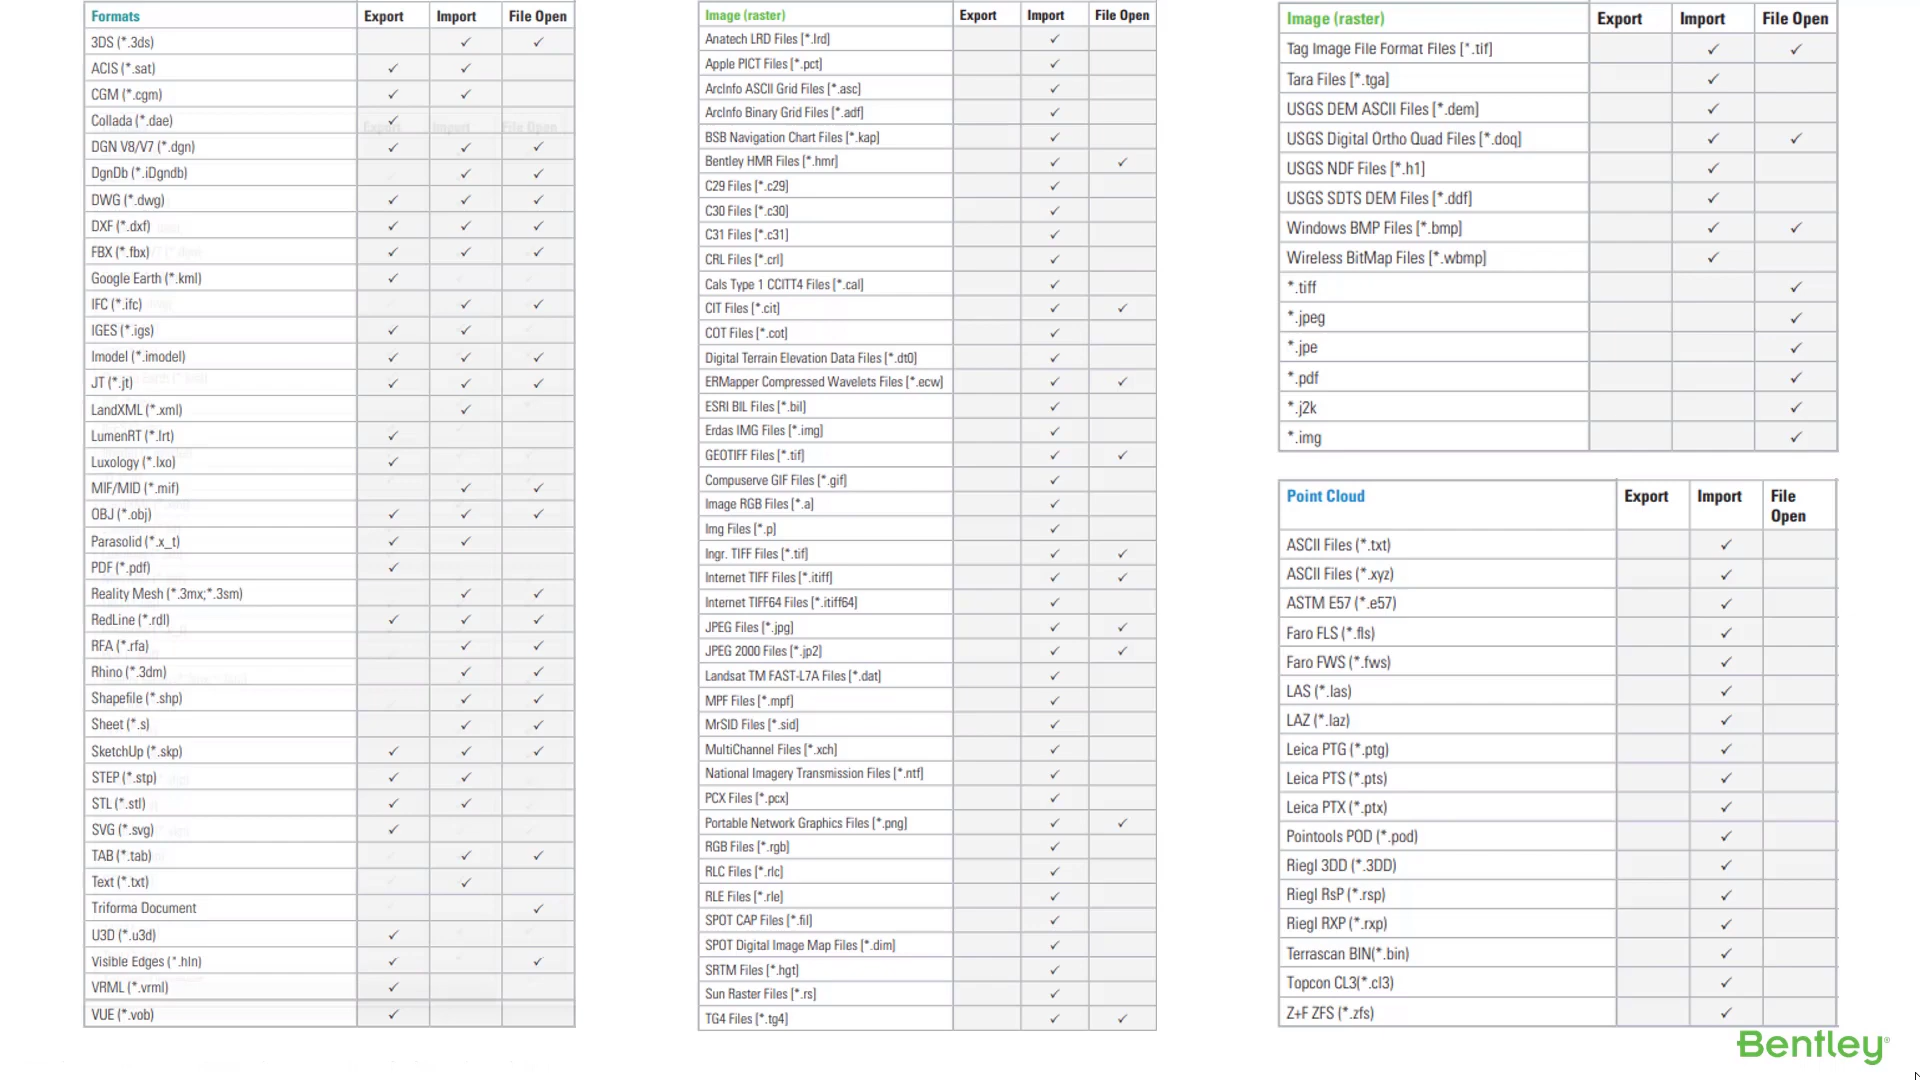 Formats Export Import File Open
3DS (*.3ds) ✓ ✓
ACIS (*.sat) ✓ ✓
CGM (*.cgm) ✓ ✓
Collada (*.dae) ✓
DGN V8/V7 (*.dgn) ✓ ✓ ✓
DgnDb (*.iDgndb) ✓ ✓
DWG (*.dwg) ✓ ✓ ✓
DXF (*.dxf) ✓ ✓ ✓
FBX (*.fbx) ✓ ✓ ✓
Google Earth (*.kml) ✓
IFC (*.ifc) ✓ ✓
IGES (*.igs) ✓ ✓
Imodel (*.imodel) ✓ ✓ ✓
JT (*.jt) ✓ ✓ ✓
LandXML (*.xml) ✓
LumenRT (*.lrt) ✓
Luxology (*.lxo) ✓
MIF/MID (*.mif) ✓ ✓
OBJ (*.obj) ✓ ✓ ✓
Parasolid (*.x_t) ✓ ✓
PDF (*.pdf) ✓
Reality Mesh (*.3mx;*.3sm) ✓ ✓
RedLine (*.rdl) ✓ ✓ ✓
RFA (*.rfa) ✓ ✓
Rhino (*.3dm) ✓ ✓
Shapefile (*.shp) ✓ ✓
Sheet (*.s) ✓ ✓
SketchUp (*.skp) ✓ ✓ ✓
STEP (*.stp) ✓ ✓
STL (*.stl) ✓ ✓
SVG (*.svg) ✓
TAB (*.tab) ✓ ✓
Text (*.txt) ✓
Triforma Document ✓
U3D (*.u3d) ✓
Visible Edges (*.hln) ✓ ✓
VRML (*.vrml) ✓
VUE (*.vob) ✓
Image (raster) Export Import File Open
Anatech LRD Files [*.lrd] ✓
Apple PICT Files [*.pct] ✓
ArcInfo ASCII Grid Files [*.asc] ✓
ArcInfo Binary Grid Files [*.adf] ✓
BSB Navigation Chart Files [*.kap] ✓
Bentley HMR Files [*.hmr] ✓ ✓
C29 Files [*.c29] ✓
C30 Files [*.c30] ✓
C31 Files [*.c31] ✓
CRL Files [*.crl] ✓
Cals Type 1 CCITT4 Files [*.cal] ✓
CIT Files [*.cit] ✓ ✓
COT Files [*.cot] ✓
Digital Terrain Elevation Data Files [*.dt0] ✓
ERMapper Compressed Wavelets Files [*.ecw] ✓ ✓
ESRI BIL Files [*.bil] ✓
Erdas IMG Files [*.img] ✓
GEOTIFF Files [*.tif] ✓ ✓
Compuserve GIF Files [*.gif] ✓
Image RGB Files [*.a] ✓
Img Files [*.p] ✓
Ingr. TIFF Files [*.tif] ✓ ✓
Internet TIFF Files [*.itiff] ✓ ✓
Internet TIFF64 Files [*.itiff64] ✓
JPEG Files [*.jpg] ✓ ✓
JPEG 2000 Files [*.jp2] ✓ ✓
Landsat TM FAST-L7A Files [*.dat] ✓
MPF Files [*.mpf] ✓
MrSID Files [*.sid] ✓
MultiChannel Files [*.xch] ✓
National Imagery Transmission Files [*.ntf] ✓
PCX Files [*.pcx] ✓
Portable Network Graphics Files [*.png] ✓ ✓
RGB Files [*.rgb] ✓
RLC Files [*.rlc] ✓
RLE Files [*.rle] ✓
SPOT CAP Files [*.fil] ✓
SPOT Digital Image Map Files [*.dim] ✓
SRTM Files [*.hgt] ✓
Sun Raster Files [*.rs] ✓
TG4 Files [*.tg4] ✓ ✓
Image (raster) Export Import File Open
Tag Image File Format Files [*.tif] ✓ ✓
Tara Files [*.tga] ✓
USGS DEM ASCII Files [*.dem] ✓
USGS Digital Ortho Quad Files [*.doq] ✓ ✓
USGS NDF Files [*.h1] ✓
USGS SDTS DEM Files [*.ddf] ✓
Windows BMP Files [*.bmp] ✓ ✓
Wireless BitMap Files [*.wbmp] ✓
*.tiff ✓
*.jpeg ✓
*.jpe ✓
*.pdf ✓
*.j2k ✓
*.img ✓
Point Cloud Export Import File
Open
ASCII Files (*.txt) ✓
ASCII Files (*.xyz) ✓
ASTM E57 (*.e57) ✓
Faro FLS (*.fls) ✓
Faro FWS (*.fws) ✓
LAS (*.las) ✓
LAZ (*.laz) ✓
Leica PTG (*.ptg) ✓
Leica PTS (*.pts) ✓
Leica PTX (*.ptx) ✓
Pointools POD (*.pod) ✓
Riegl 3DD (*.3DD) ✓
Riegl RsP (*.rsp) ✓
Riegl RXP (*.rxp) ✓
Terrascan BIN(*.bin) ✓
Topcon CL3(*.cl3) ✓
Z+F ZFS (*.zfs) ✓
Bentley®